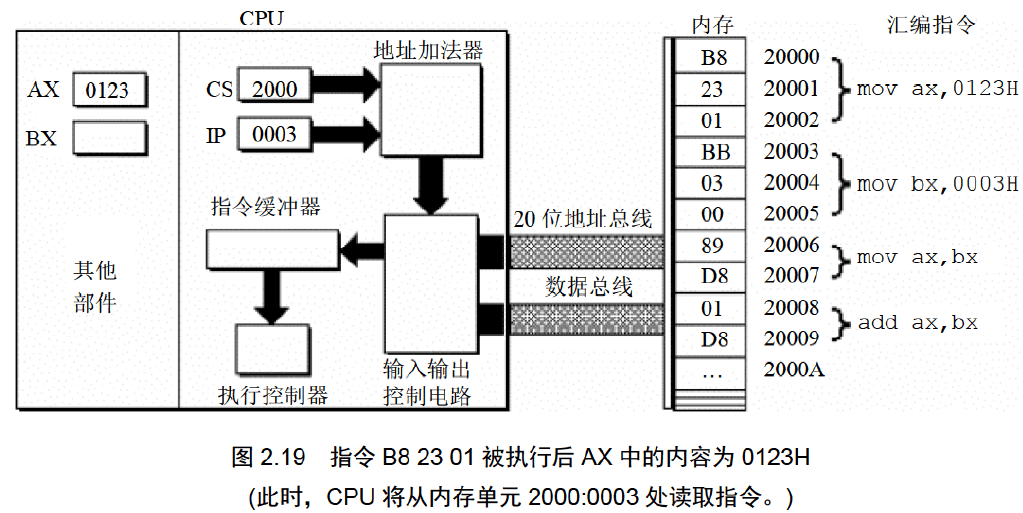 CPU
内存
汇编指令
地址加法器
AX 0123
CS 2000
BX
IP 0003
B8 20000
23 20001
01 20002
mov ax,0123H
BB 20003
03 20004
00 20005
mov bx,0003H
89 20006
D8 20007
mov ax,bx
01 20008
D8 20009
add ax,bx
… 2000A
指令缓冲器
20 位地址总线
数据总线
其他
部件
执行控制器
输入输出
控制电路
图 2.19 指令 B8 23 01 被执行后 AX 中的内容为 0123H
(此时，CPU 将从内存单元 2000:0003 处读取指令。)